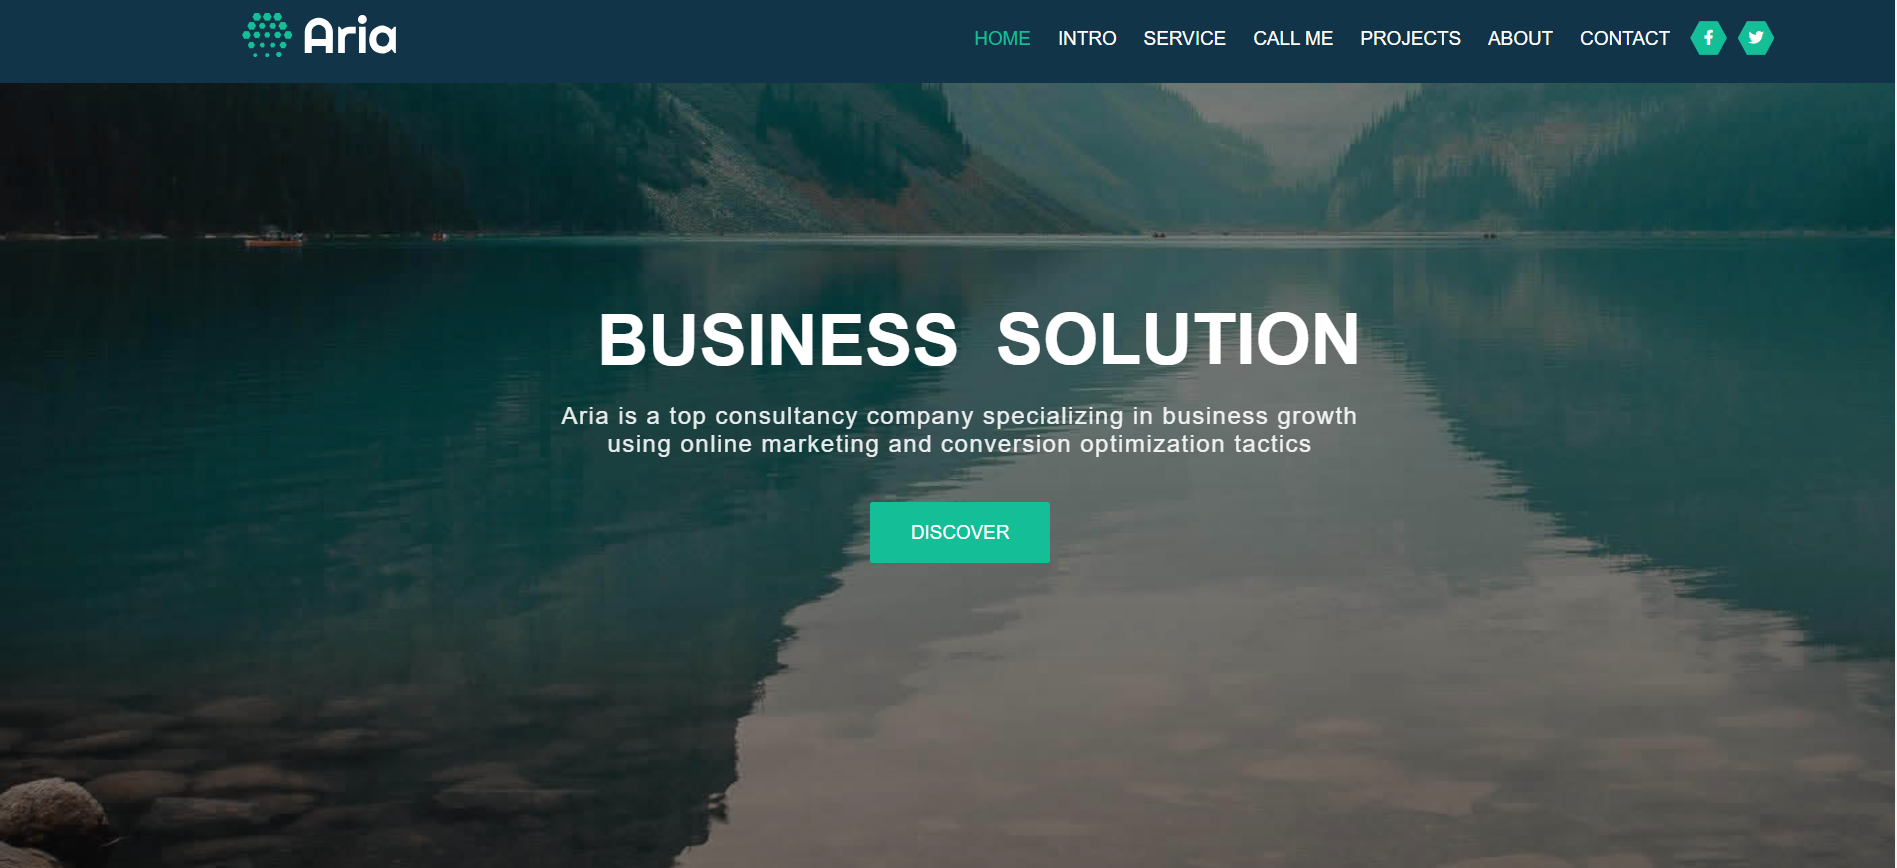 Aria
HOME INTRO SERVICE CALL ME PROJECTS ABOUT CONTACT
BUSINESS SOLUTION
Aria is a top consultancy company specializing in business growth
using online marketing and conversion optimization tactics
DISCOVER